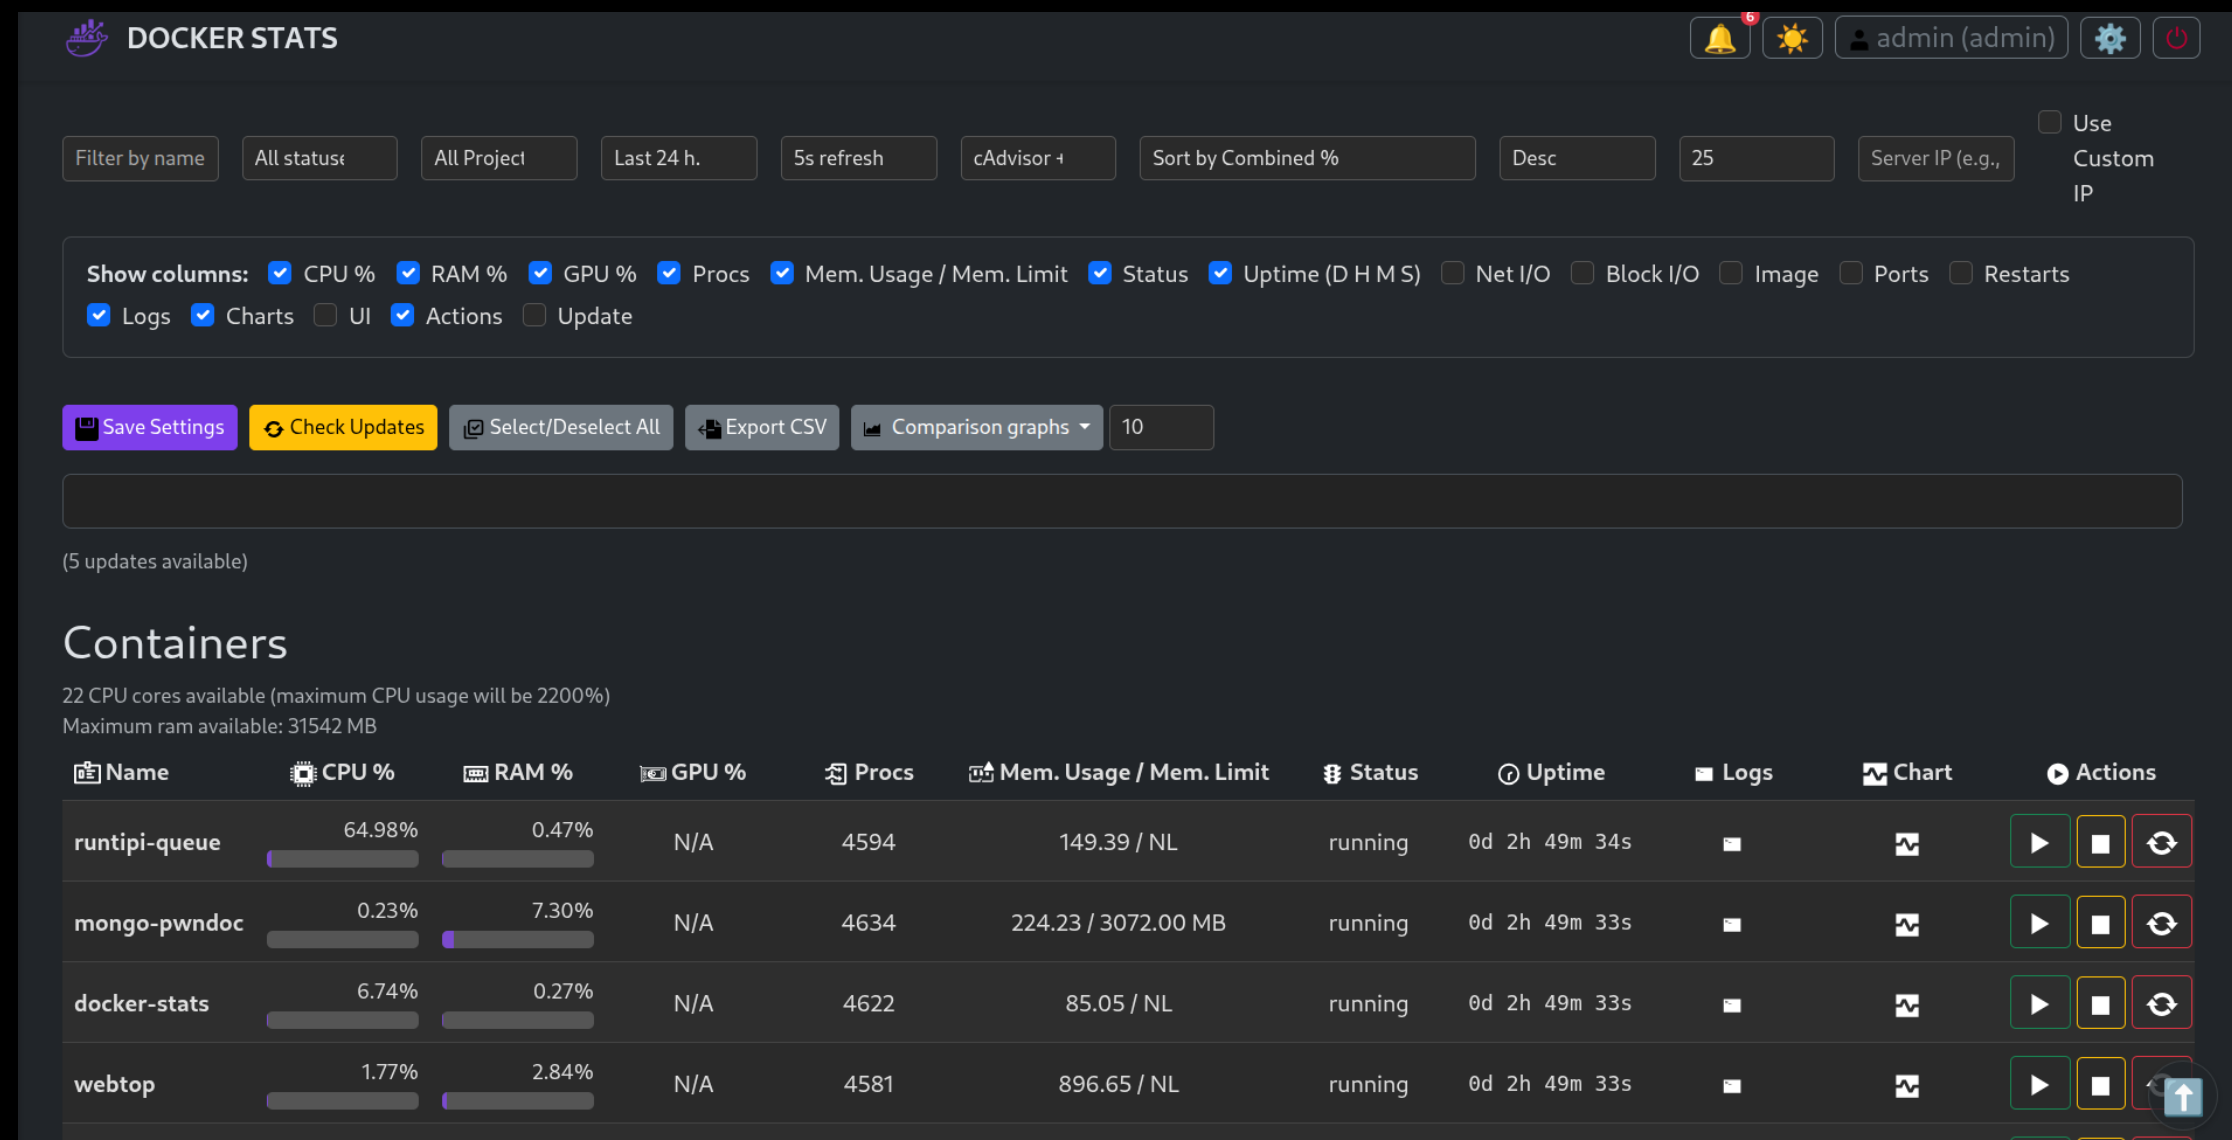 DOCKER STATS
6
admin (admin)
Filter by name
All status
All Project
Last 24 h.
5s refresh
cAdvisor +
Sort by Combined %
Desc
25
Server IP (e.g.,
Use
Custom
IP
Show columns: CPU % RAM % GPU % Procs Mem. Usage / Mem. Limit Status Uptime (D H M S) Net I/O Block I/O Image Ports Restarts
Logs Charts UI Actions Update
Save Settings Check Updates Select/Deselect All Export CSV Comparison graphs 10
(5 updates available)
Containers
22 CPU cores available (maximum CPU usage will be 2200%)
Maximum ram available: 31542 MB
Name CPU % RAM % GPU % Procs Mem. Usage / Mem. Limit Status Uptime Logs Chart Actions
runtipi-queue 64.98% 0.47% N/A 4594 149.39 / NL running 0d 2h 49m 34s
mongo-pwndoc 0.23% 7.30% N/A 4634 224.23 / 3072.00 MB running 0d 2h 49m 33s
docker-stats 6.74% 0.27% N/A 4622 85.05 / NL running 0d 2h 49m 33s
webtop 1.77% 2.84% N/A 4581 896.65 / NL running 0d 2h 49m 33s